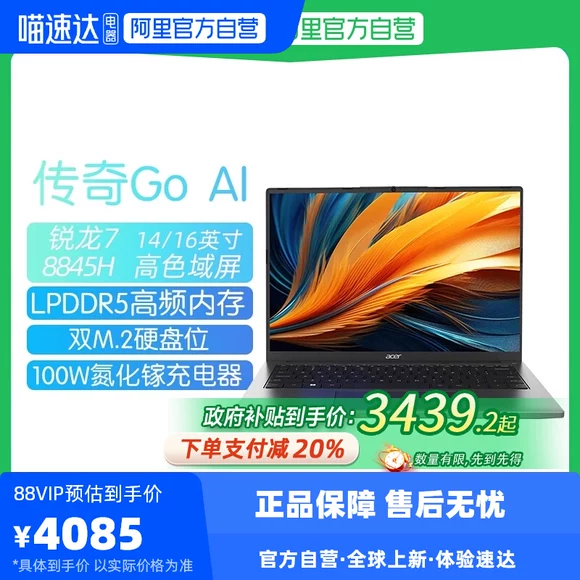 喵速达电器 阿里官方自营 阿里官方自营
传奇Go AI
锐龙7 8845H
14/16英寸 高色域屏
LPDDR5高频内存
双M.2硬盘位
100W氮化镓充电器
acer
政府补贴到手价:3439.2起
下单支付减20%
数量有限,先到先得
88VIP预估到手价
¥4085
*具体到手价 以实际价格为准
正品保障 售后无忧
官方自营·全球上新·体验速达